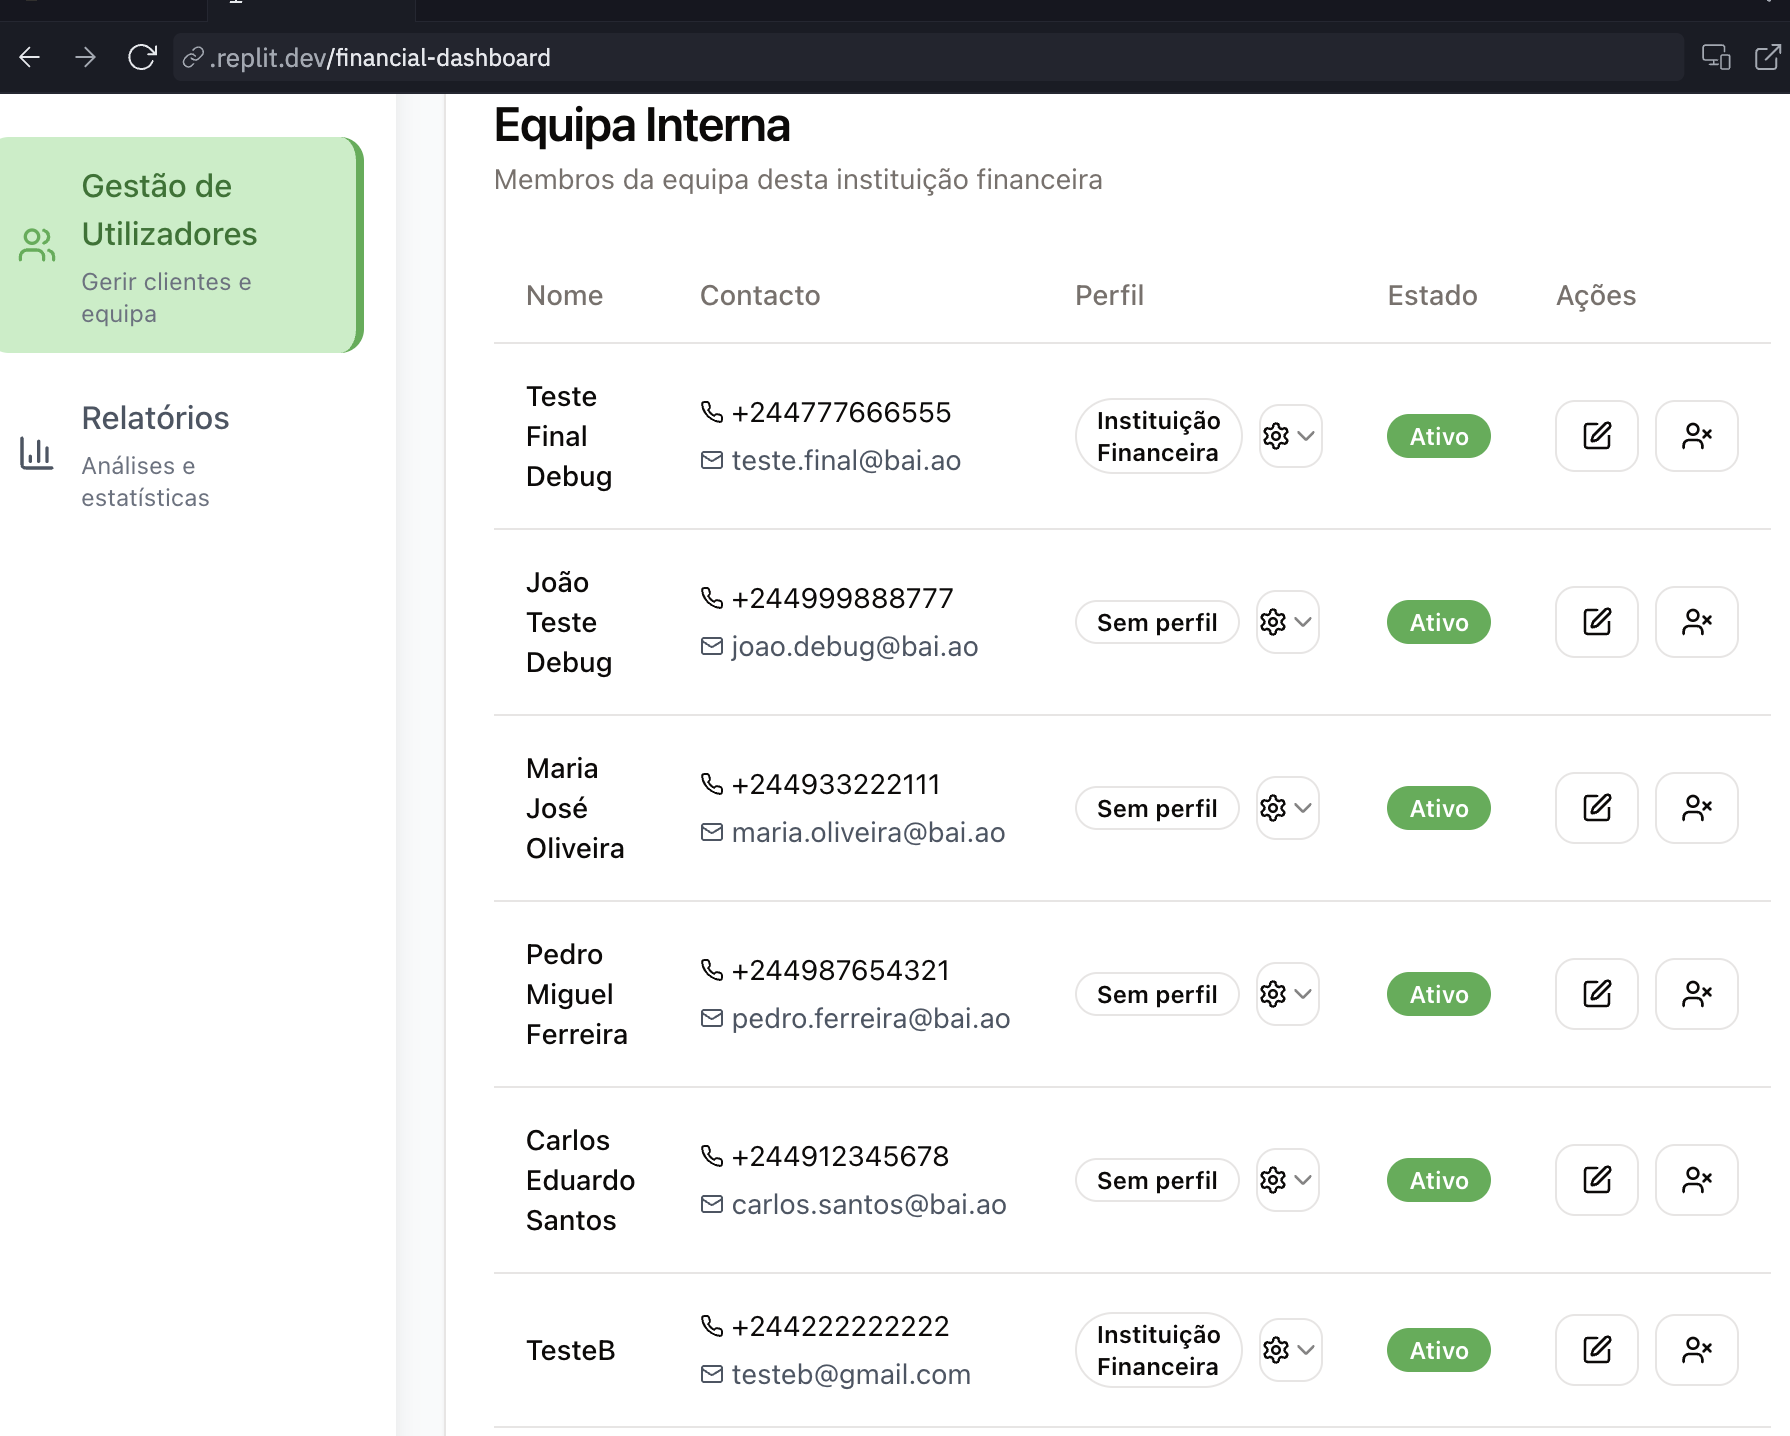 .replit.dev/financial-dashboard
Gestão de
Utilizadores
Gerir clientes e
equipa
Relatórios
Análises e
estatísticas
Equipa Interna
Membros da equipa desta instituição financeira
Nome Contacto Perfil Estado Ações
Teste
Final
Debug
+244777666555
teste.final@bai.ao
Instituição
Financeira
Ativo
João
Teste
Debug
+244999888777
joao.debug@bai.ao
Sem perfil
Ativo
Maria
José
Oliveira
+244933222111
maria.oliveira@bai.ao
Sem perfil
Ativo
Pedro
Miguel
Ferreira
+244987654321
pedro.ferreira@bai.ao
Sem perfil
Ativo
Carlos
Eduardo
Santos
+244912345678
carlos.santos@bai.ao
Sem perfil
Ativo
TesteB
+244222222222
testeb@gmail.com
Instituição
Financeira
Ativo